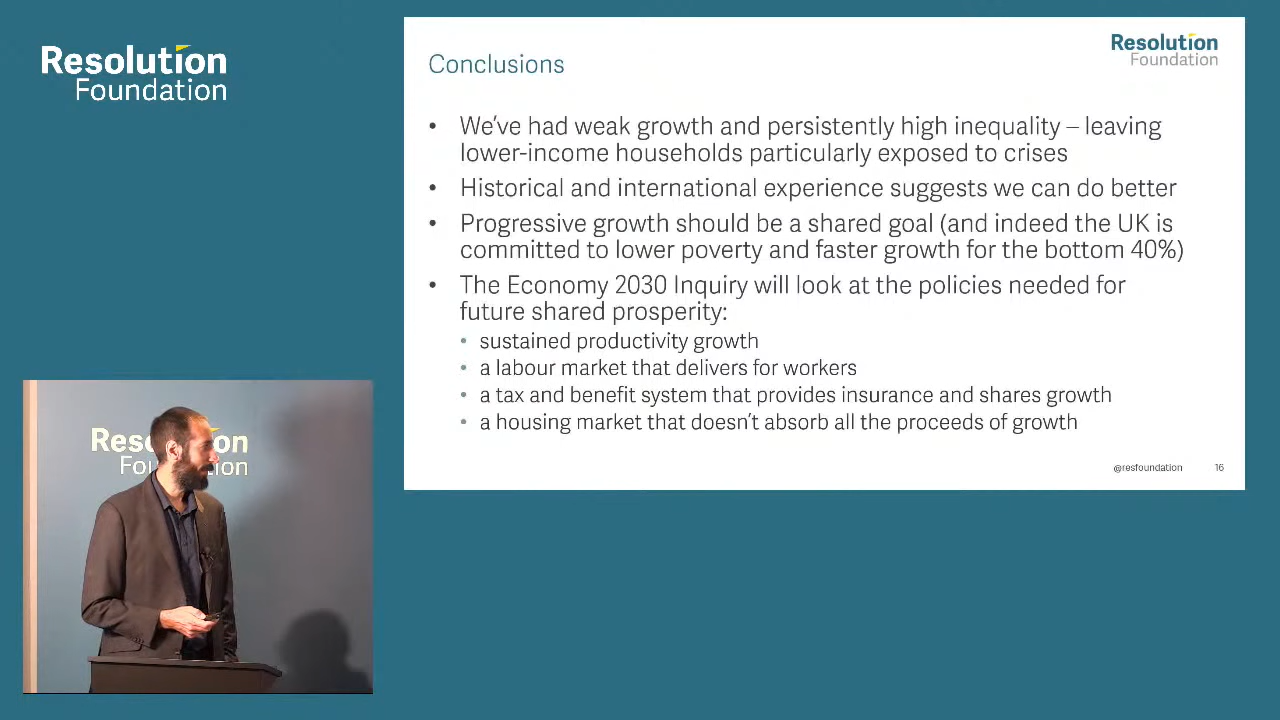 Resolution
Foundation
Resolution
Foundation
Conclusions
• We've had weak growth and persistently high inequality – leaving
lower-income households particularly exposed to crises
• Historical and international experience suggests we can do better
• Progressive growth should be a shared goal (and indeed the UK is
committed to lower poverty and faster growth for the bottom 40%)
• The Economy 2030 Inquiry will look at the policies needed for
future shared prosperity:
• sustained productivity growth
• a labour market that delivers for workers
• a tax and benefit system that provides insurance and shares growth
• a housing market that doesn't absorb all the proceeds of growth
@resfoundation 16